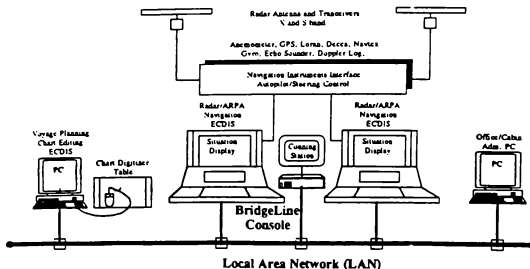 Radar Antenna and Tranceivers
X and S band
Anemometer, GPS, Loran, Decca, Navtex
Gyro, Echo Sounder, Doppler Log,
Navigation Instruments Interface
Autopilot/Steering Control
Radar/ARPA
Navigation
ECDIS
Radar/ARPA
Navigation
ECDIS
Voyage Planning
Chart Editing
ECDIS
PC
Chart Digitizer
Table
Situation
Display
Conning
Station
Situation
Display
Office/Cabin
Adm. PC
PC
BridgeLine
Console
Local Area Network (LAN)